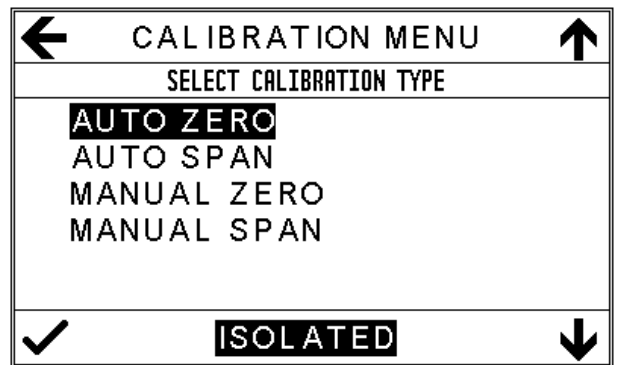 CALIBRATION MENU
SELECT CALIBRATION TYPE
AUTO ZERO
AUTO SPAN
MANUAL ZERO
MANUAL SPAN
ISOLATED